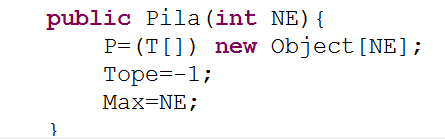 public Pila(int NE){
P=(T[]) new Object[NE];
Tope=-1;
Max=NE;
}